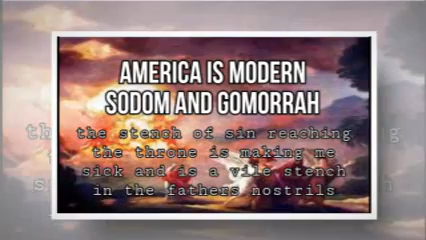 AMERICA IS MODERN
SODOM AND GOMORRAH
the stench of sin reaching
the throne is making me
sick and is a vile stench
in the fathers nostrils